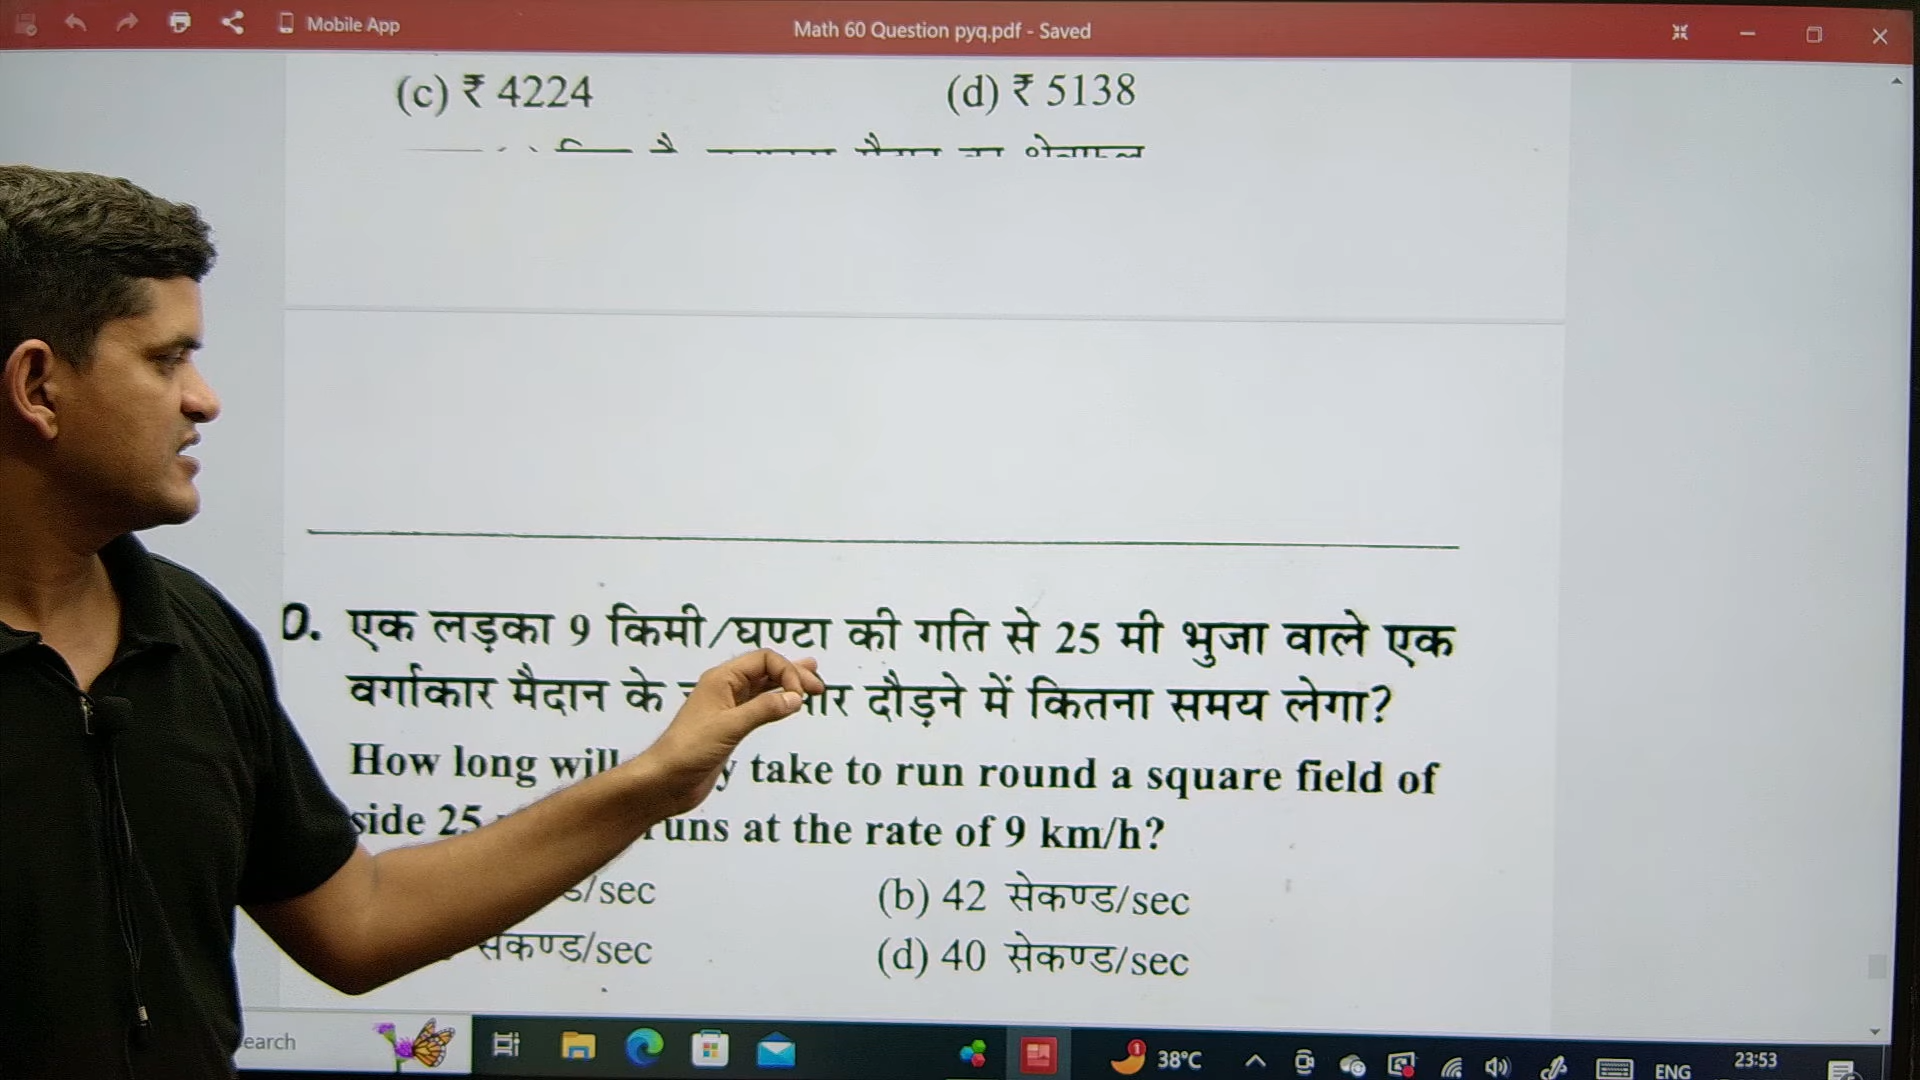 Mobile App
Math 60 Question pyq.pdf - Saved
(c) ₹ 4224
(d) ₹ 5138
एक लड़का 9 किमी/घण्टा की गति से 25 मी भुजा वाले एक
वर्गाकार मैदान के दौड़ने में कितना समय लेगा?
How long will take to run round a square field of
side 25 runs at the rate of 9 km/h?
/sec
(b) 42 सेकण्ड/sec
सेकण्ड/sec
(d) 40 सेकण्ड/sec
earch
1
38°C
ENG
23:53